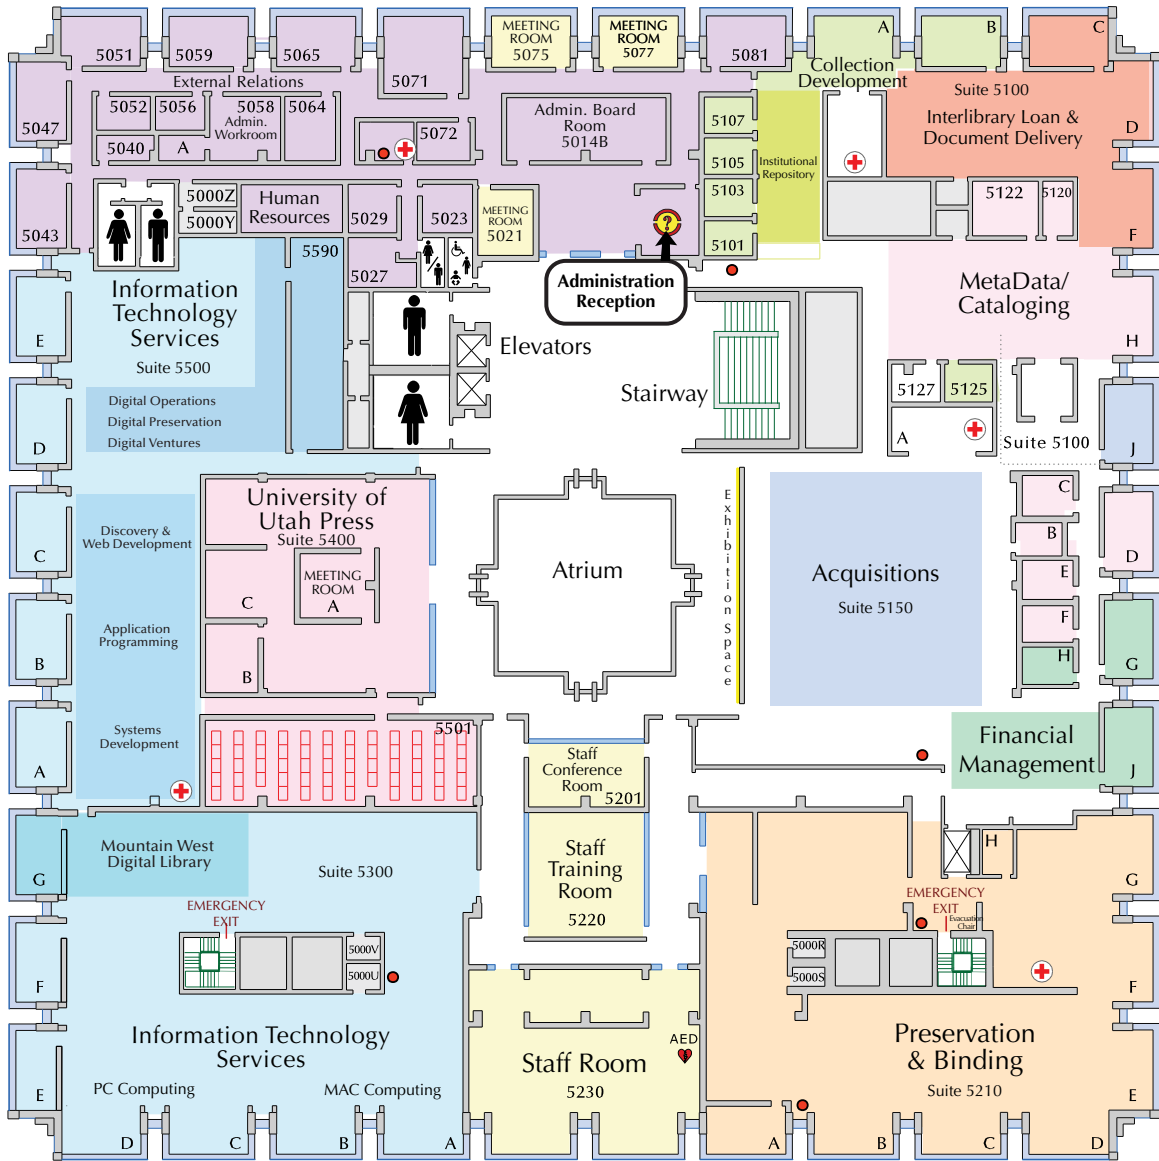 5051
5059
5065
5071
MEETING
ROOM
5075
MEETING
ROOM
5077
5081
A
B
C
Collection
Development
Suite 5100
Interlibrary Loan &
Document Delivery
D
F
External Relations
5047
5052
5056
5058
Admin.
Workroom
5064
5040
A
5072
Admin. Board
Room
5014B
5107
5105
5103
5101
Institutional
Repository
5122
5120
5043
5000Z
5000Y
Human
Resources
5029
5023
MEETING
ROOM
5021
?
5590
5027
Administration
Reception
MetaData/
Cataloging
H
Information
Technology
Services
Suite 5500
E
Elevators
Stairway
5127
5125
A
Suite 5100
J
Digital Operations
Digital Preservation
Digital Ventures
D
University of
Utah Press
Suite 5400
MEETING
ROOM
A
C
B
Discovery &
Web Development
C
Application
Programming
B
Systems
Development
A
Atrium
Exhibition Space
Acquisitions
Suite 5150
C
B
E
F
H
D
G
J
5501
Staff
Conference
Room
5201
Financial
Management
Mountain West
Digital Library
G
Suite 5300
EMERGENCY
EXIT
5000V
5000U
F
E
Staff
Training
Room
5220
H
G
EMERGENCY
EXIT
Evacuation
Chair
5000R
5000S
F
Information Technology
Services
PC Computing
MAC Computing
D
C
B
A
Staff Room
5230
AED
Preservation
& Binding
Suite 5210
E
A
B
C
D